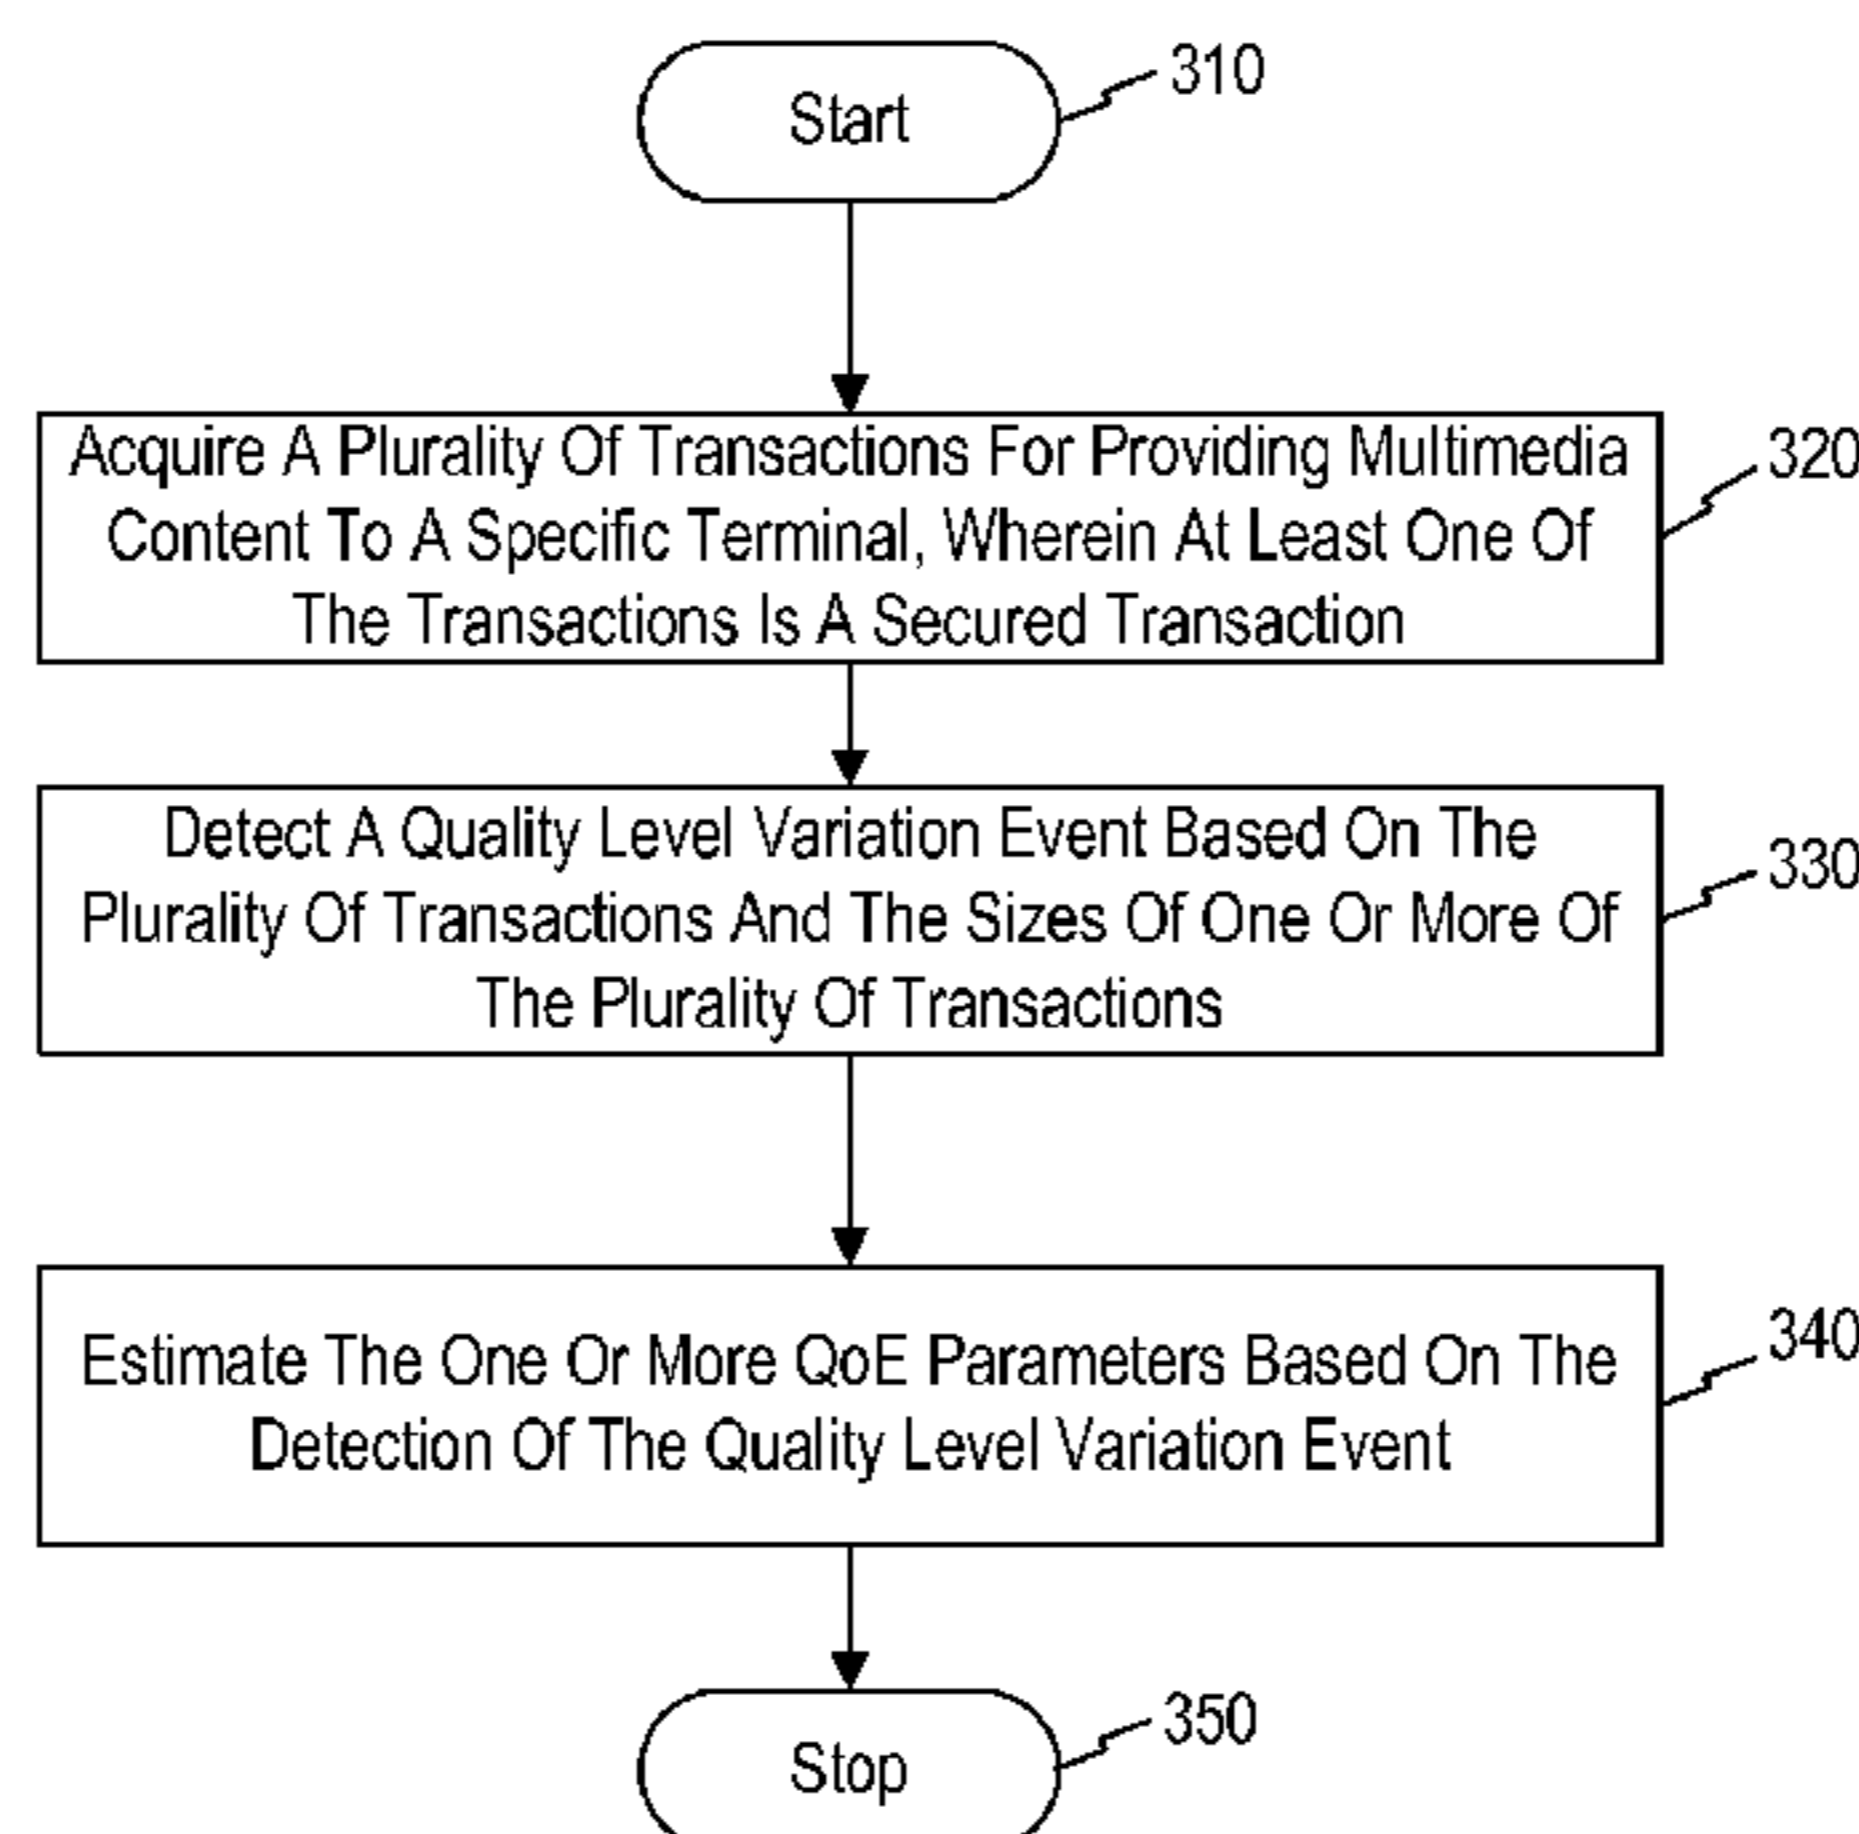 Start
310
Acquire A Plurality Of Transactions For Providing Multimedia
Content To A Specific Terminal, Wherein At Least One Of
The Transactions Is A Secured Transaction
320
Detect A Quality Level Variation Event Based On The
Plurality Of Transactions And The Sizes Of One Or More Of
The Plurality Of Transactions
330
Estimate The One Or More QoE Parameters Based On The
Detection Of The Quality Level Variation Event
340
Stop
350